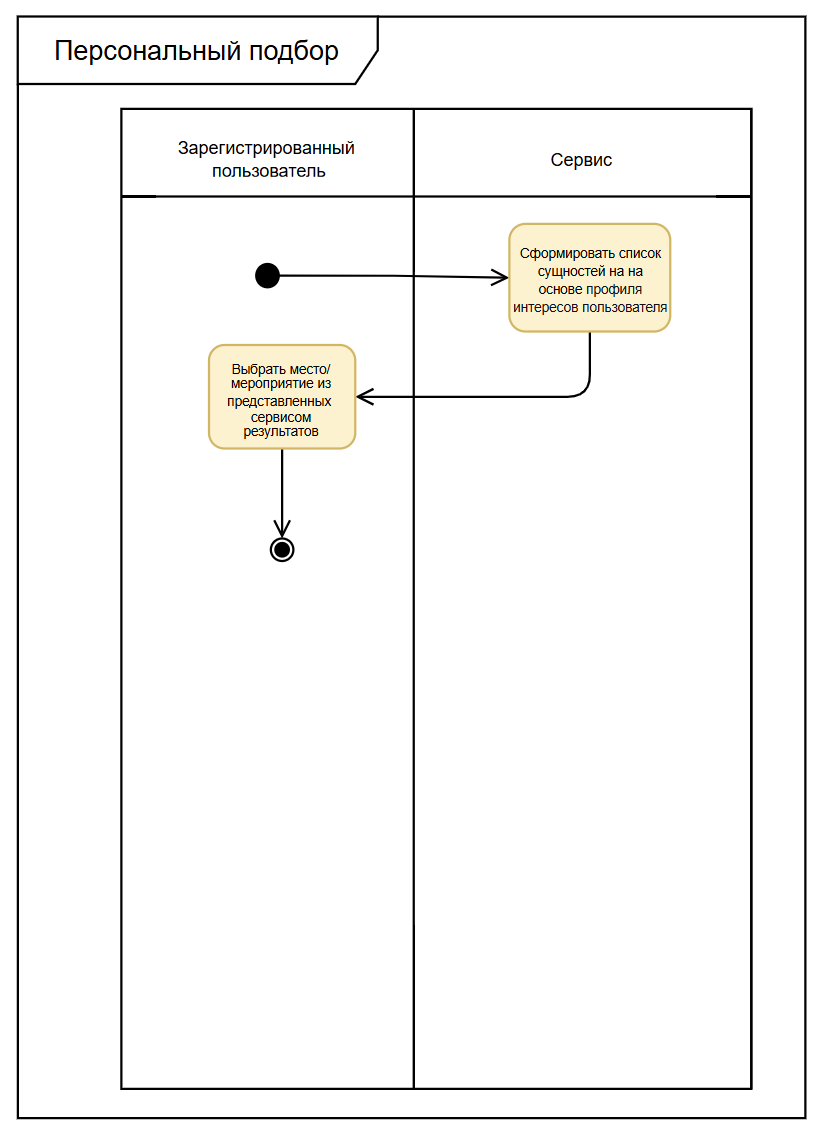 Персональный подбор
Зарегистрированный
пользователь
Сервис
Сформировать список
сущностей на на
основе профиля
интересов пользователя
Выбрать место/
мероприятие из
представленных
сервисом
результатов